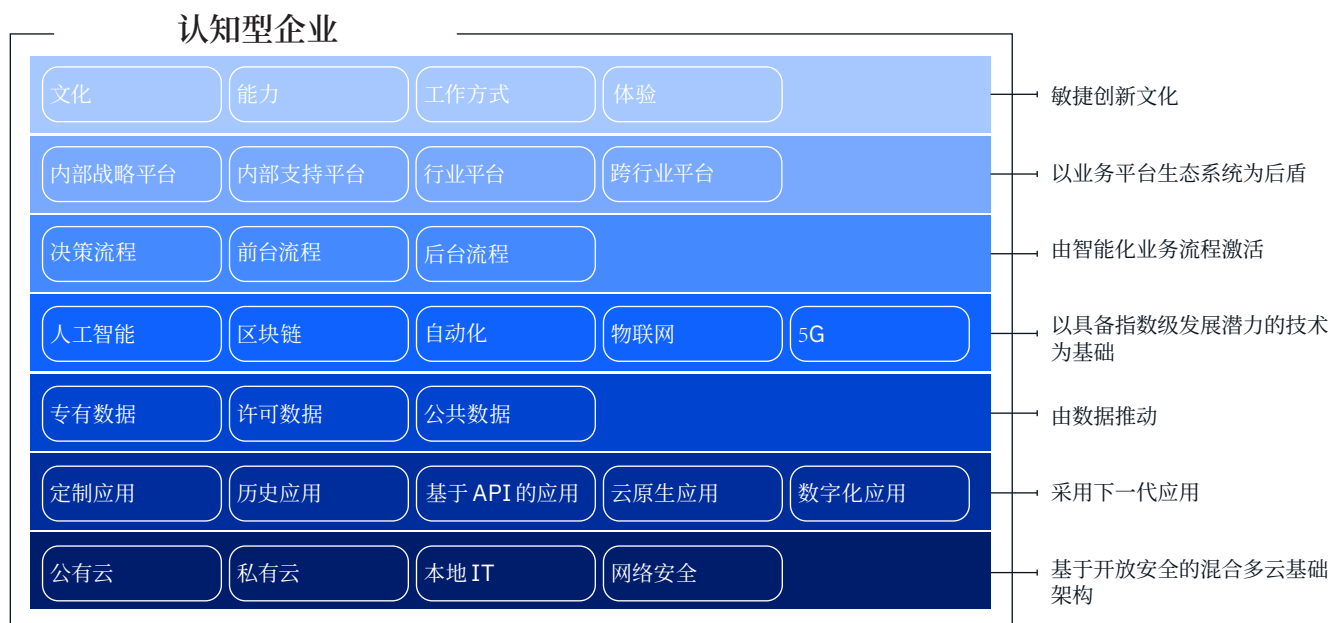 认知型企业
文化 能力 工作方式 体验 敏捷创新文化
内部战略平台 内部支持平台 行业平台 跨行业平台 以业务平台生态系统为后盾
决策流程 前台流程 后台流程 由智能化业务流程激活
人工智能 区块链 自动化 物联网 5G 以具备指数级发展潜力的技术
为基础
专有数据 许可数据 公共数据 由数据推动
定制应用 历史应用 基于 API 的应用 云原生应用 数字化应用 采用下一代应用
公有云 私有云 本地 IT 网络安全 基于开放安全的混合多云基础
架构